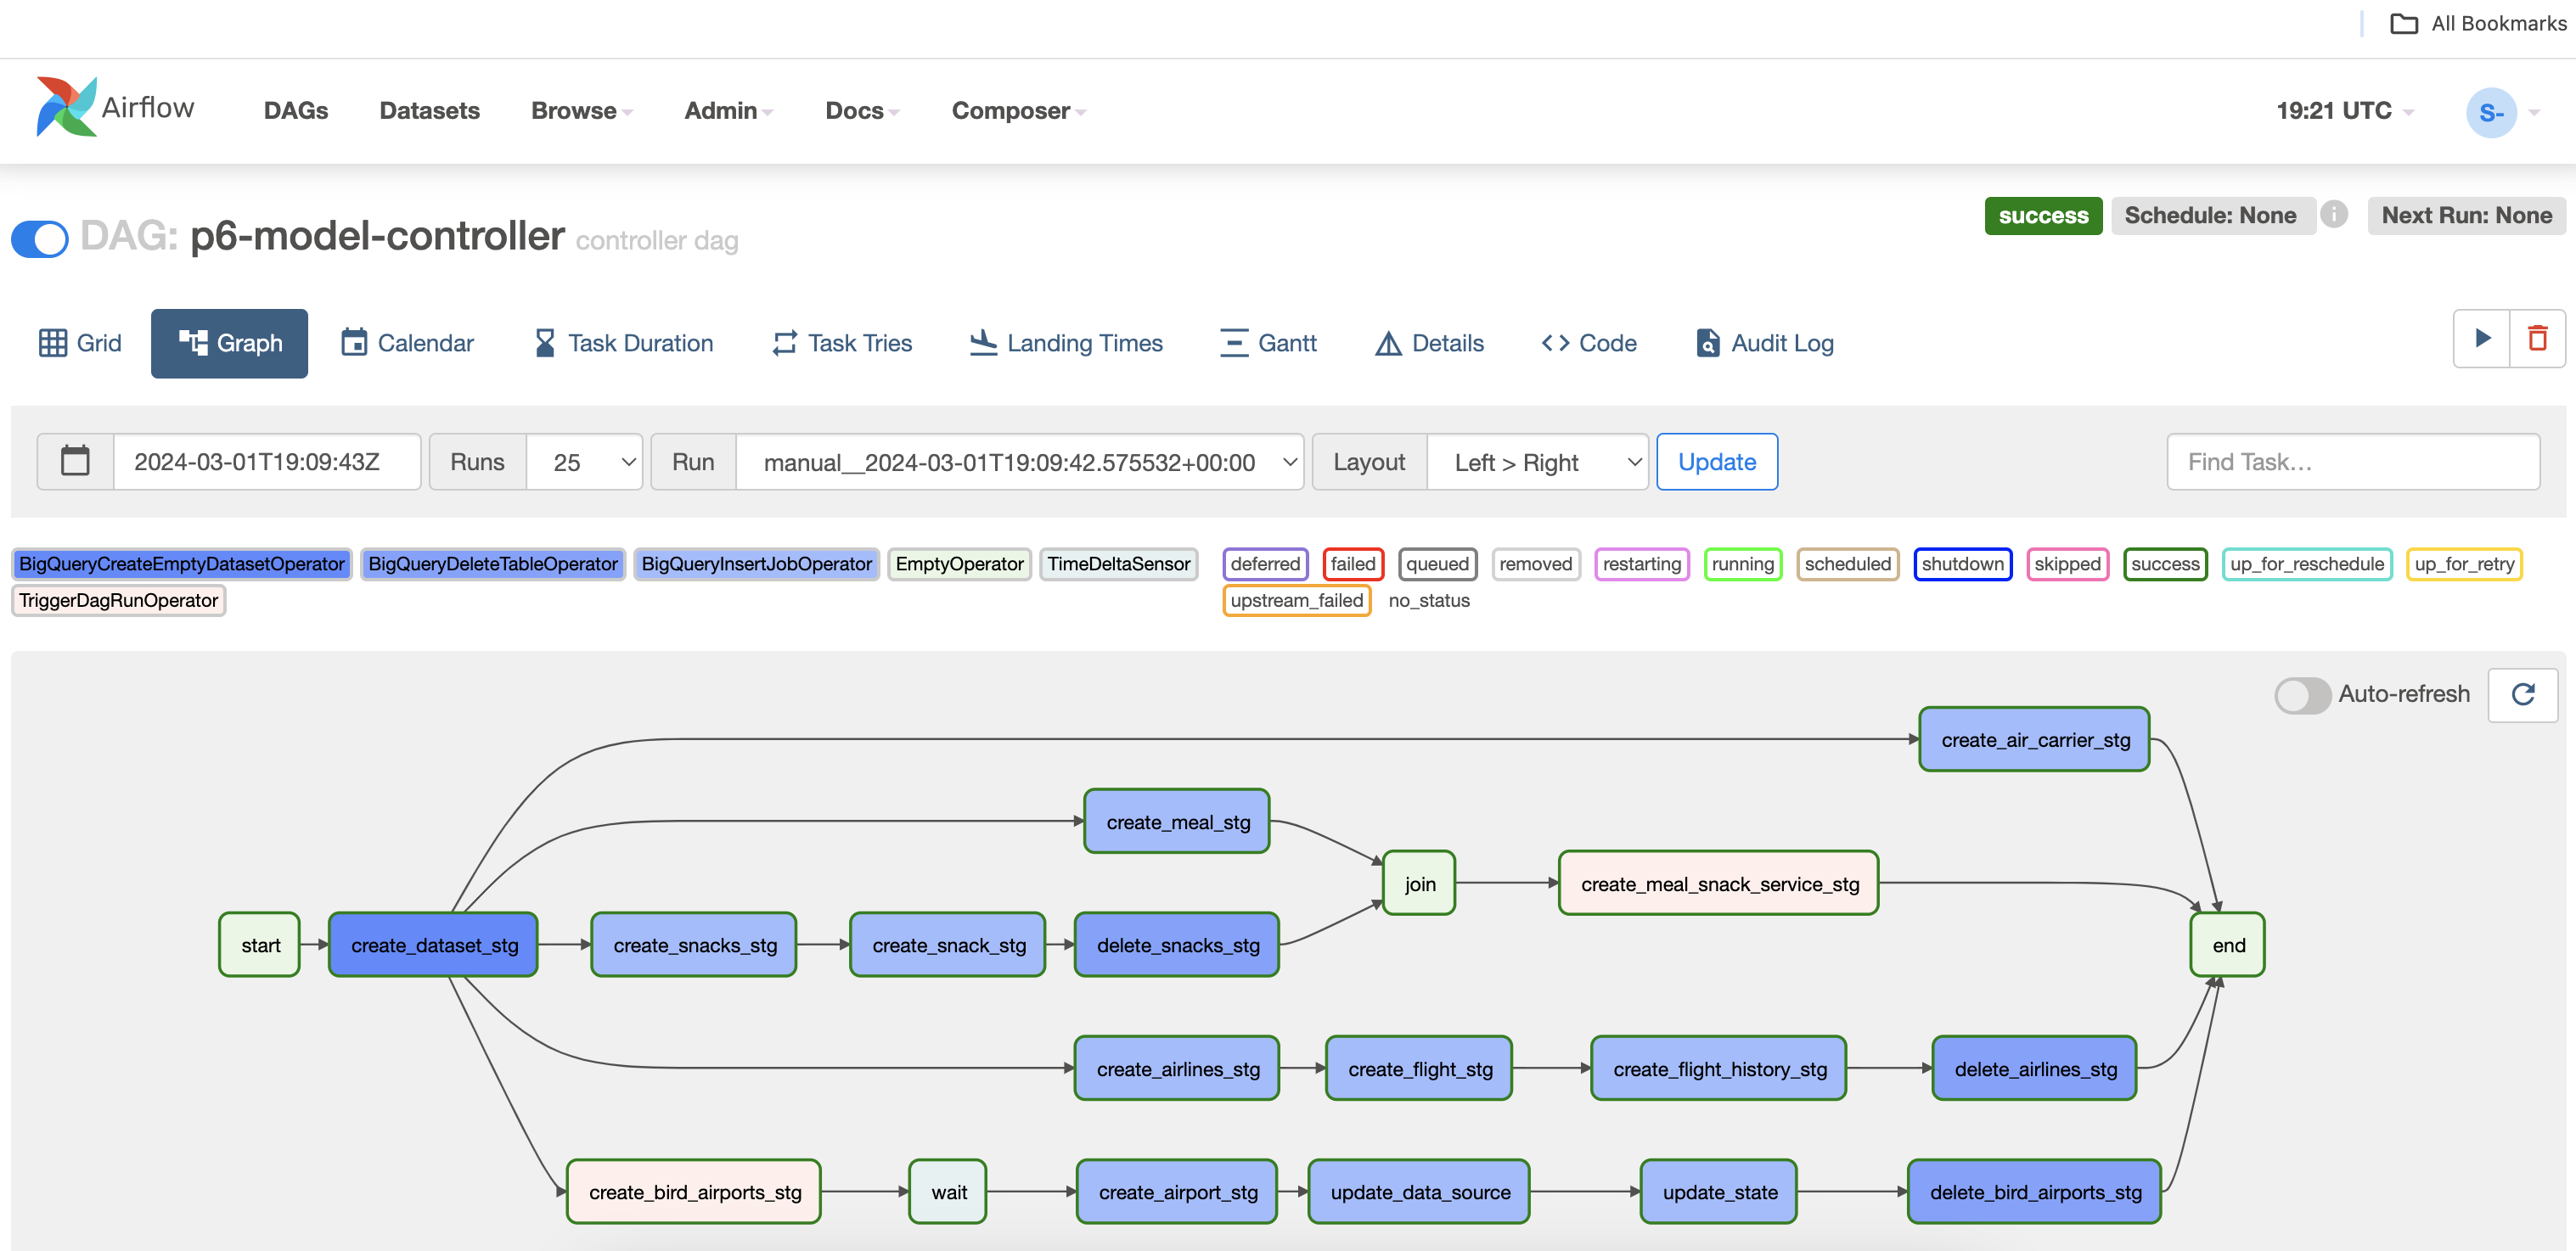 All Bookmarks
Airflow DAGs Datasets Browse Admin Docs Composer 19:21 UTC S-
success Schedule: None i Next Run: None
DAG: p6-model-controller controller dag
Grid Graph Calendar Task Duration Task Tries Landing Times Gantt Details Code Audit Log
2024-03-01T19:09:43Z Runs 25 Run manual__2024-03-01T19:09:42.575532+00:00 Layout Left > Right Update Find Task...
BigQueryCreateEmptyDatasetOperator BigQueryDeleteTableOperator BigQueryInsertJobOperator EmptyOperator TimeDeltaSensor
TriggerDagRunOperator
deferred failed queued removed restarting running scheduled shutdown skipped success up_for_reschedule up_for_retry
upstream_failed no_status
Auto-refresh
create_air_carrier_stg
create_meal_stg
join create_meal_snack_service_stg
start create_dataset_stg create_snacks_stg create_snack_stg delete_snacks_stg end
create_airlines_stg create_flight_stg create_flight_history_stg delete_airlines_stg
create_bird_airports_stg wait create_airport_stg update_data_source update_state delete_bird_airports_stg